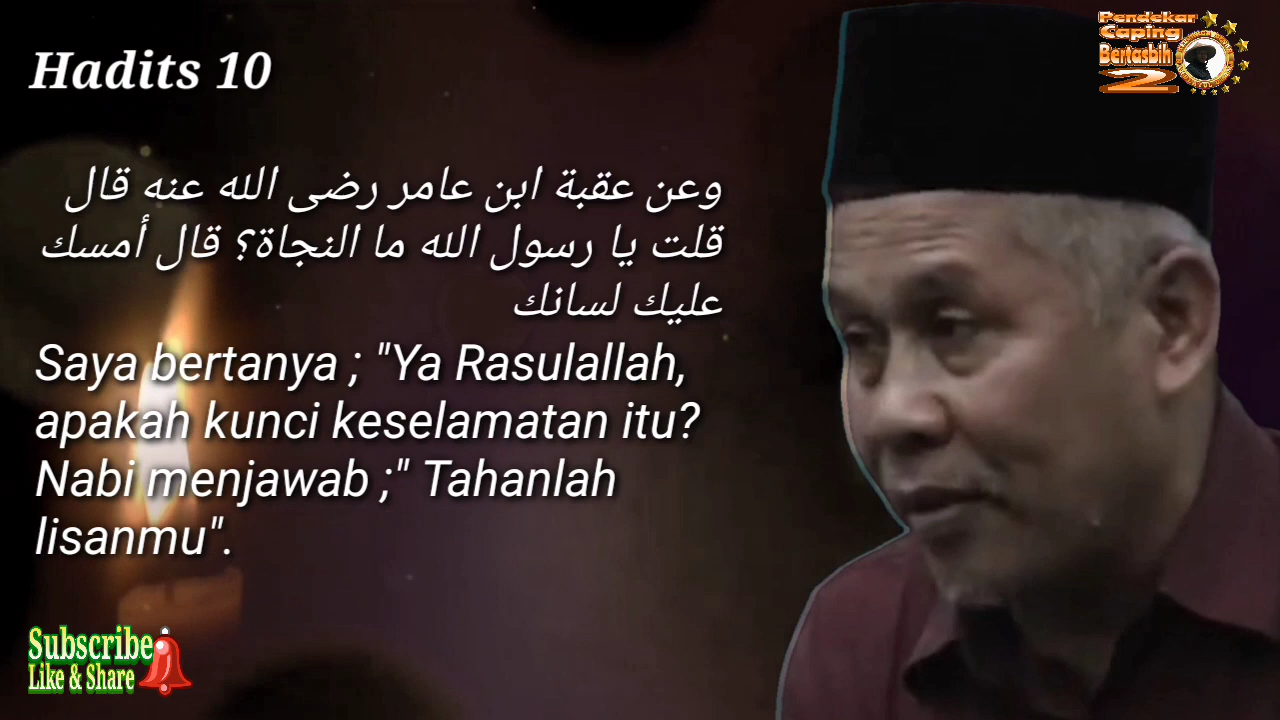 Hadits 10
Pendekar
Caping
Bertasbih
2
وعن عقبة ابن عامر رضى الله عنه قال
قلت يا رسول الله ما النجاة؟ قال أمسك
عليك لسانك
Saya bertanya ; "Ya Rasulallah,
apakah kunci keselamatan itu?
Nabi menjawab ;" Tahanlah
lisanmu".
Subscribe
Like & Share